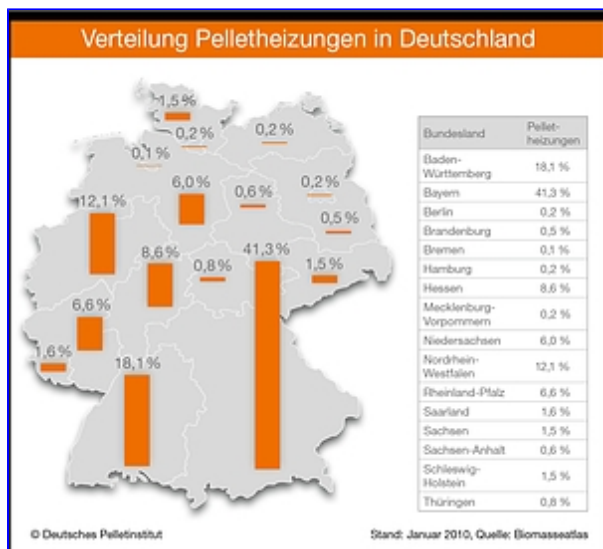 Verteilung Pelletheizungen in Deutschland
1,5 %
0,2 %
0,2 %
0,1 %
12,1 %
6,0 %
0,6 %
0,2 %
0,5 %
8,6 %
0,8 %
41,3 %
1,5 %
6,6 %
1,6 %
18,1 %
Bundesland Pellet-
heizungen
Baden-
Württemberg 18,1 %
Bayern 41,3 %
Berlin 0,2 %
Brandenburg 0,5 %
Bremen 0,1 %
Hamburg 0,2 %
Hessen 8,6 %
Mecklenburg-
Vorpommern 0,2 %
Niedersachsen 6,0 %
Nordrhein-
Westfalen 12,1 %
Rheinland-Pfalz 6,6 %
Saarland 1,6 %
Sachsen 1,5 %
Sachsen-Anhalt 0,6 %
Schleswig-
Holstein 1,5 %
Thüringen 0,8 %
© Deutsches Pelletinstitut
Stand: Januar 2010, Quelle: Biomasseatlas